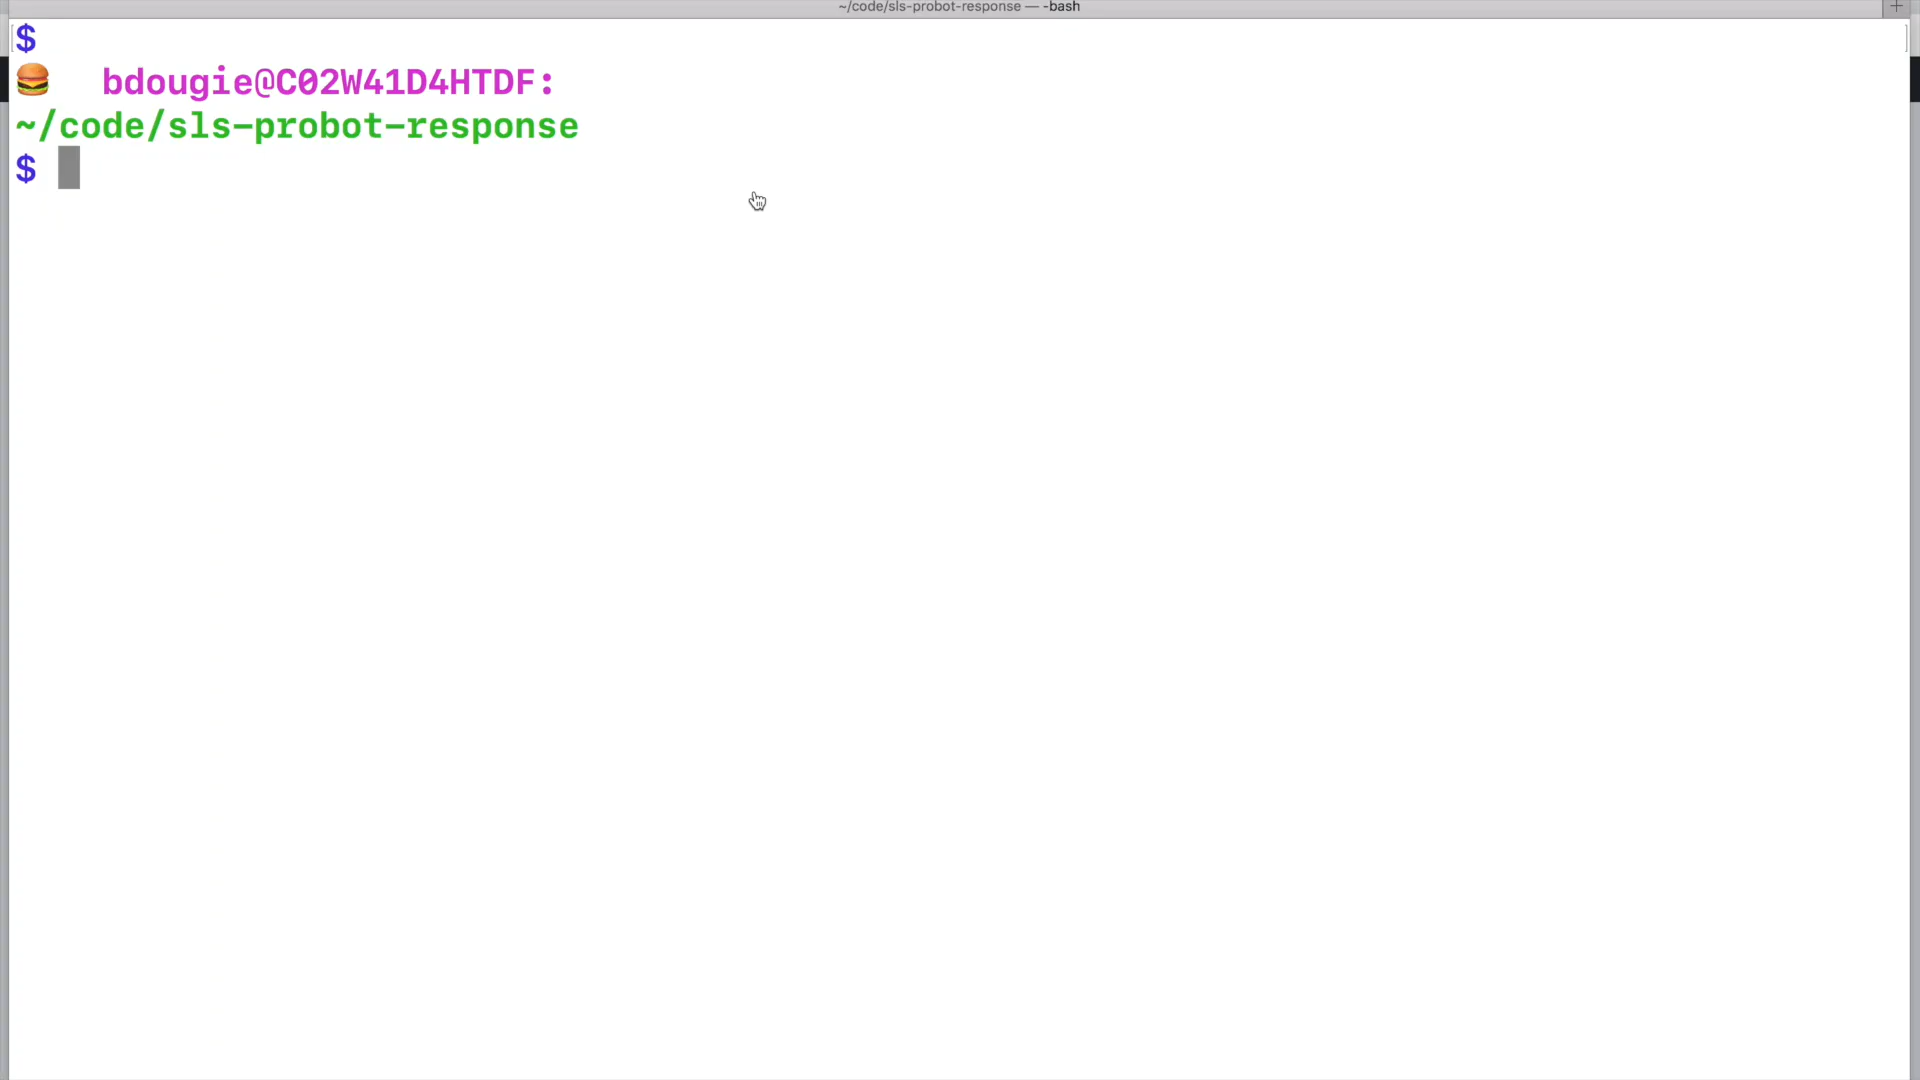 ~/code/sls-probot-response — -bash
$
bdougie@C02W41D4HTDF:
~/code/sls-probot-response
$